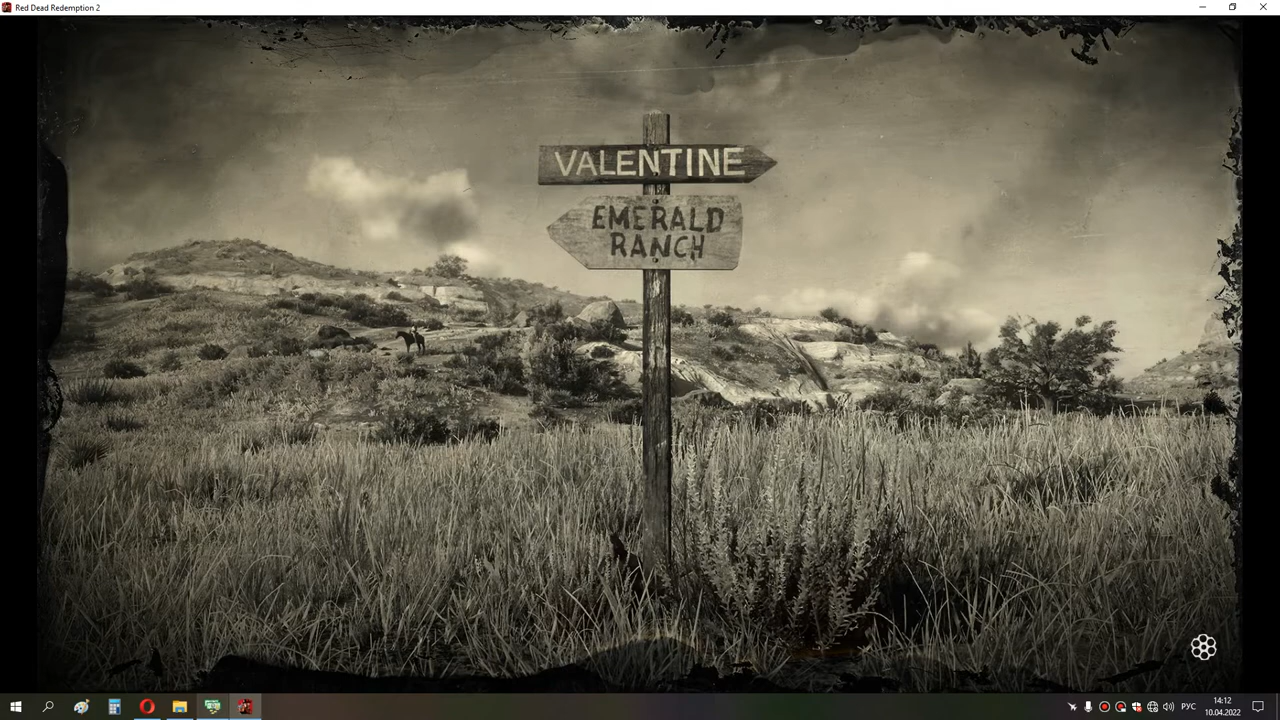 Red Dead Redemption 2
VALENTINE
EMERALD
RANCH
РУС
14:12
10.04.2022